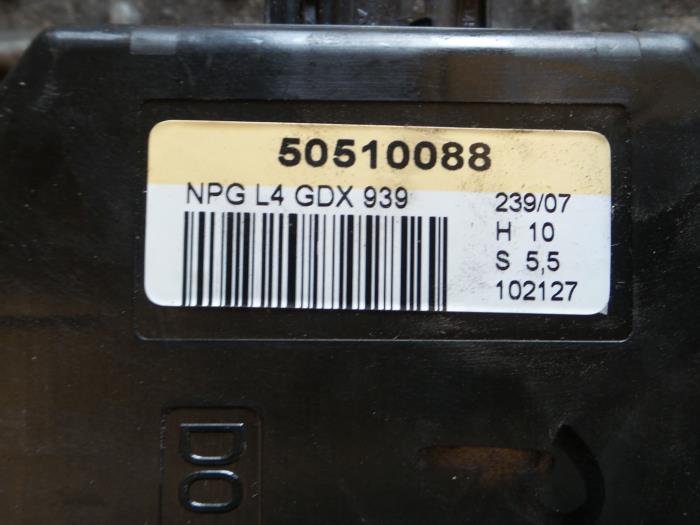 50510088
NPG L4 GDX 939
239/07
H 10
S 5,5
102127
DO